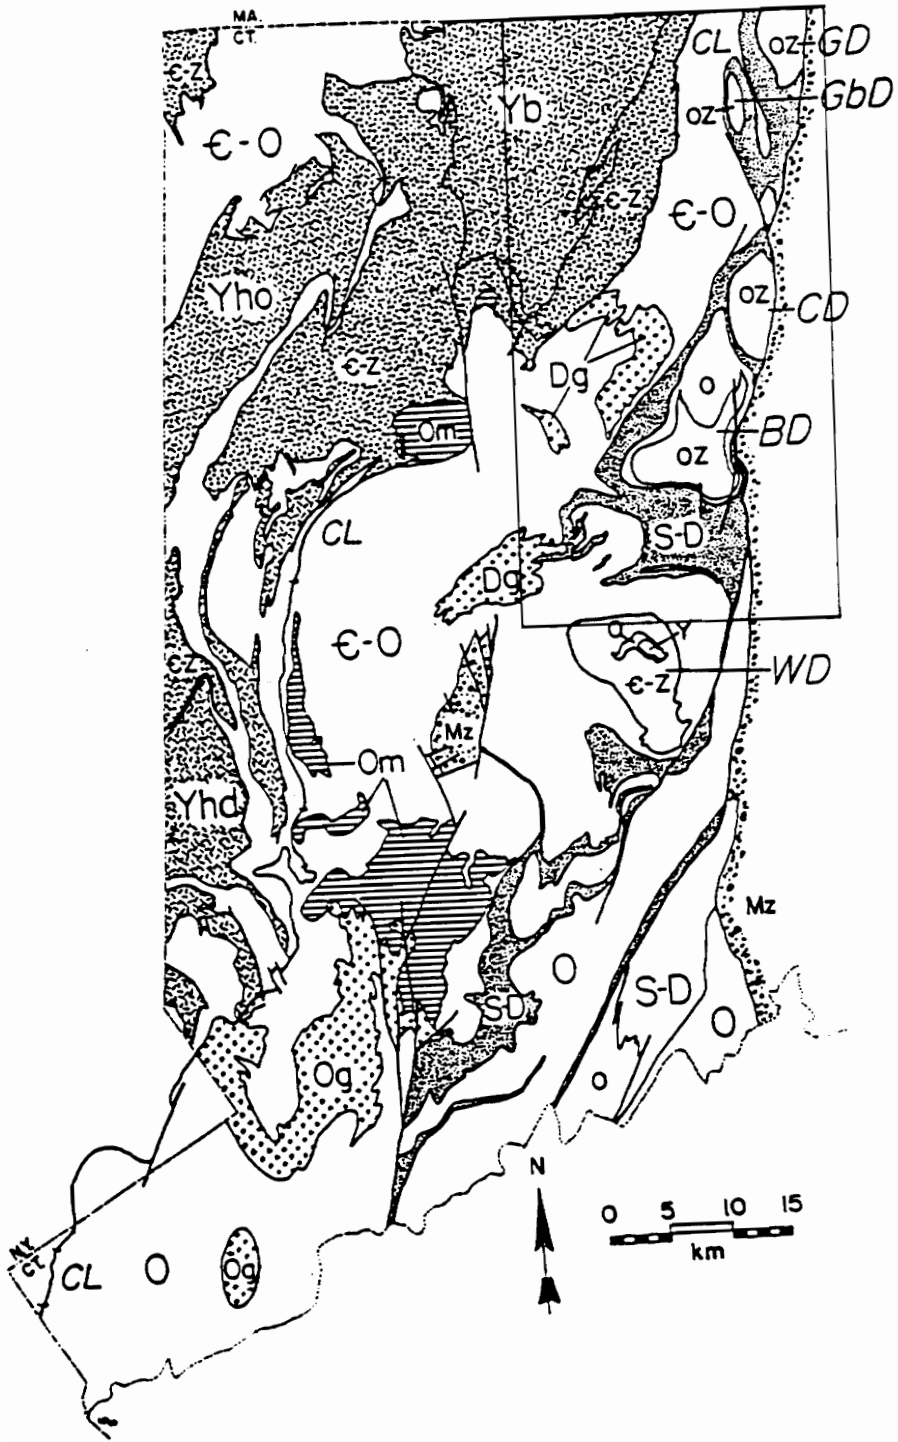 MA.
CT.
CL
OZ
GD
Є-Z
Yb
OZ
GbD
Є-O
Є-Z
Є-O
Yho
OZ
CD
Є-Z
Dg
O
Om
BD
OZ
CL
S-D
Dg
O
Y
Є-O
Є-Z
Є-Z
WD
Mz
Om
Yhd
Mz
O
S-D
S-D
O
Og
O
N
0 5 10 15
km
NY
CT.
CL
O
Og